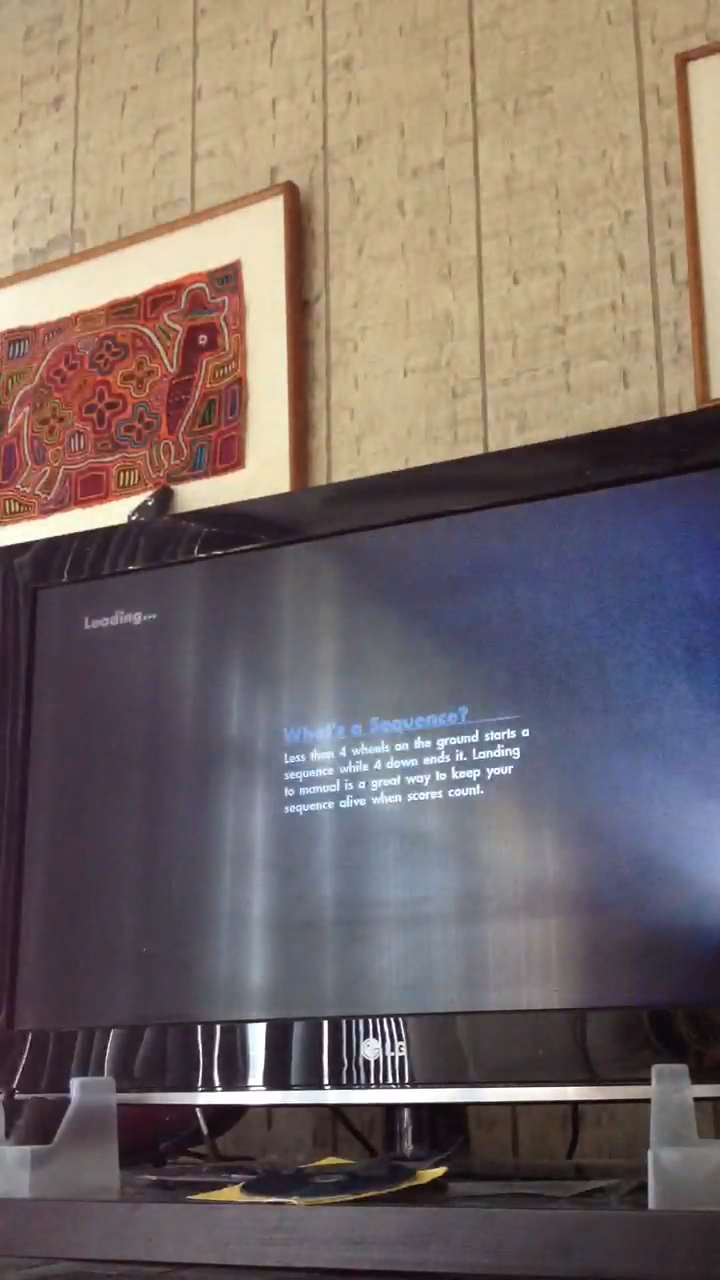 Loading...
What's a Sequence?
Less than 4 wheels on the ground starts a
sequence while 4 down ends it. Landing
to manual is a great way to keep your
sequence alive when scores count.
LG